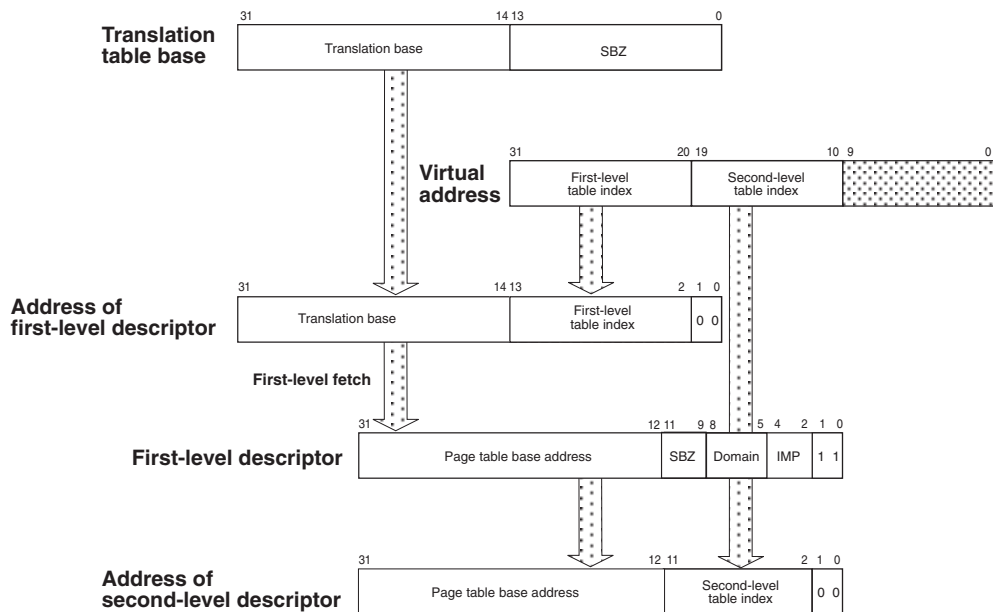 31 14 13 0
Translation
table base
Translation base SBZ
31 20 19 10 9 0
Virtual
address
First-level
table index
Second-level
table index
31 14 13 2 1 0
Address of
first-level descriptor
Translation base
First-level
table index
0 0
First-level fetch
31 12 11 9 8 5 4 2 1 0
First-level descriptor
Page table base address SBZ Domain IMP 1 1
31 12 11 2 1 0
Address of
second-level descriptor
Page table base address
Second-level
table index
0 0